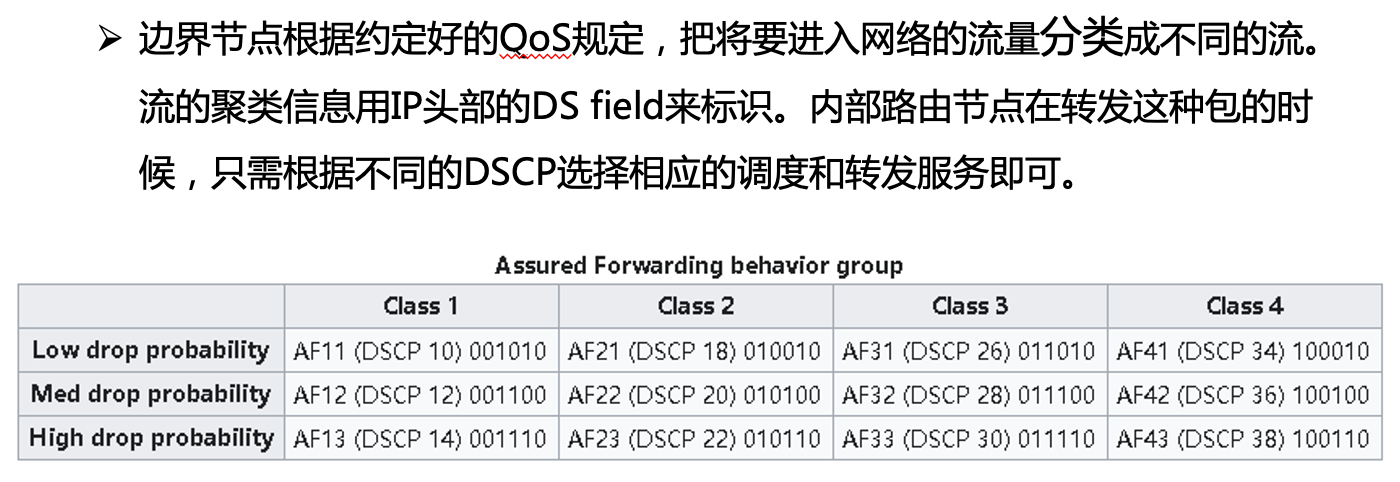 ➢ 边界节点根据约定好的QoS规定，把将要进入网络的流量分类成不同的流。
流的聚类信息用IP头部的DS field来标识。内部路由节点在转发这种包的时
候，只需根据不同的DSCP选择相应的调度和转发服务即可。
Assured Forwarding behavior group
Class 1 Class 2 Class 3 Class 4
Low drop probability AF11 (DSCP 10) 001010 AF21 (DSCP 18) 010010 AF31 (DSCP 26) 011010 AF41 (DSCP 34) 100010
Med drop probability AF12 (DSCP 12) 001100 AF22 (DSCP 20) 010100 AF32 (DSCP 28) 011100 AF42 (DSCP 36) 100100
High drop probability AF13 (DSCP 14) 001110 AF23 (DSCP 22) 010110 AF33 (DSCP 30) 011110 AF43 (DSCP 38) 100110